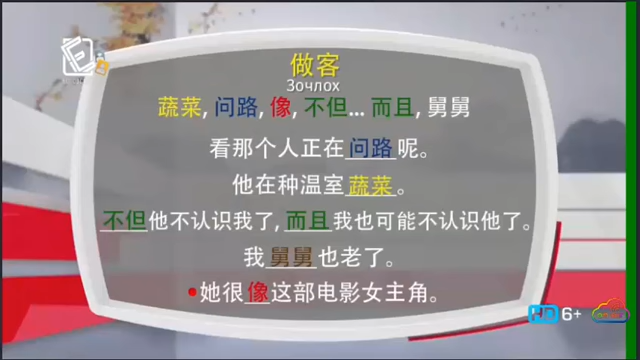 做客
Зочлох
蔬菜, 问路, 像, 不但... 而且, 舅舅
看那个人正在问路呢。
他在种温室蔬菜。
不但他不认识我了, 而且我也可能不认识他了。
我舅舅也老了。
•她很像这部电影女主角。
HD 6+